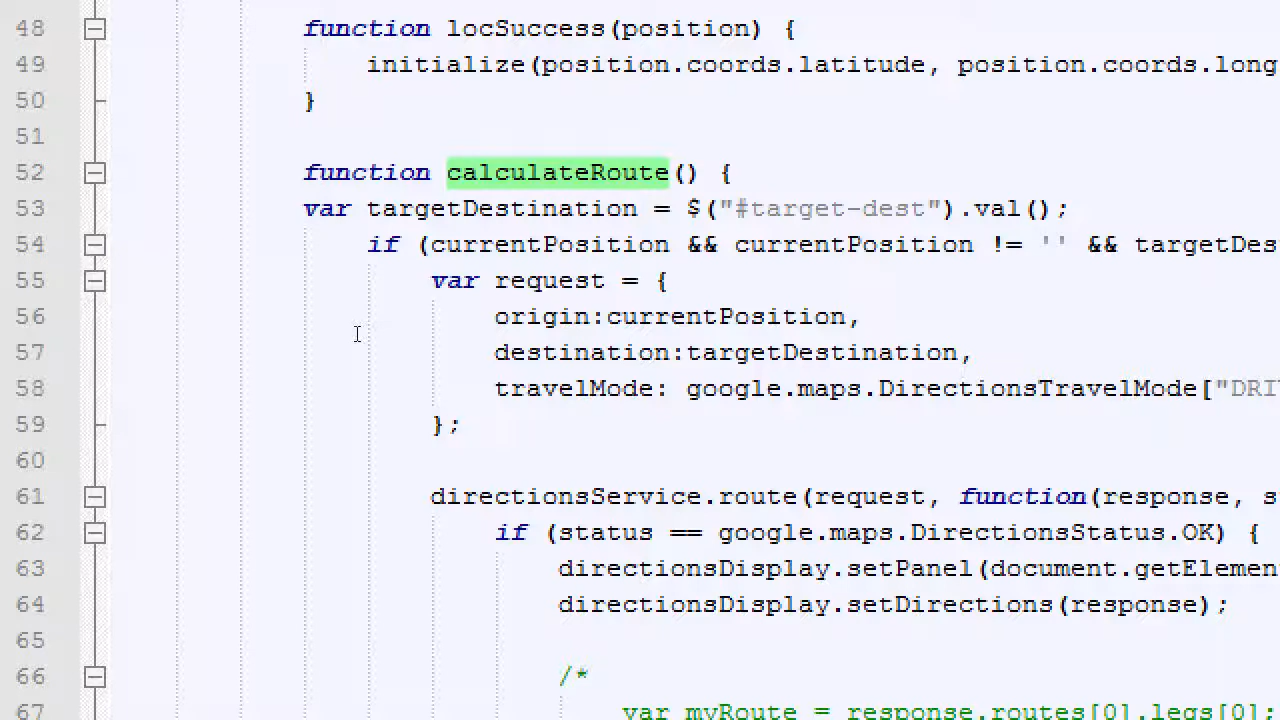 48 function locSuccess(position) {
49 initialize(position.coords.latitude, position.coords.long
50 }
51
52 function calculateRoute() {
53 var targetDestination = $("#target-dest").val();
54 if (currentPosition && currentPosition != '' && targetDes
55 var request = {
56 origin:currentPosition,
57 destination:targetDestination,
58 travelMode: google.maps.DirectionsTravelMode["DRI
59 };
60
61 directionsService.route(request, function(response, s
62 if (status == google.maps.DirectionsStatus.OK) {
63 directionsDisplay.setPanel(document.getElemen
64 directionsDisplay.setDirections(response);
65
66 /*
67 var myRoute = response.routes[0].legs[0];